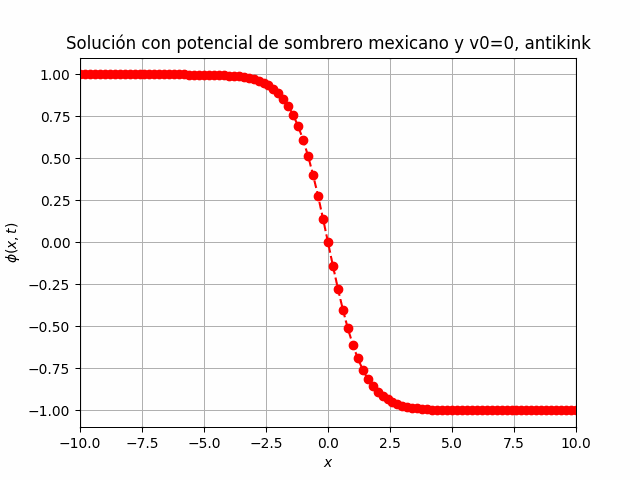 Solución con potencial de sombrero mexicano y v0=0, antikink
1.00
0.75
0.50
0.25
0.00
−0.25
−0.50
−0.75
−1.00
ϕ(x, t)
−10.0 −7.5 −5.0 −2.5 0.0 2.5 5.0 7.5 10.0
x